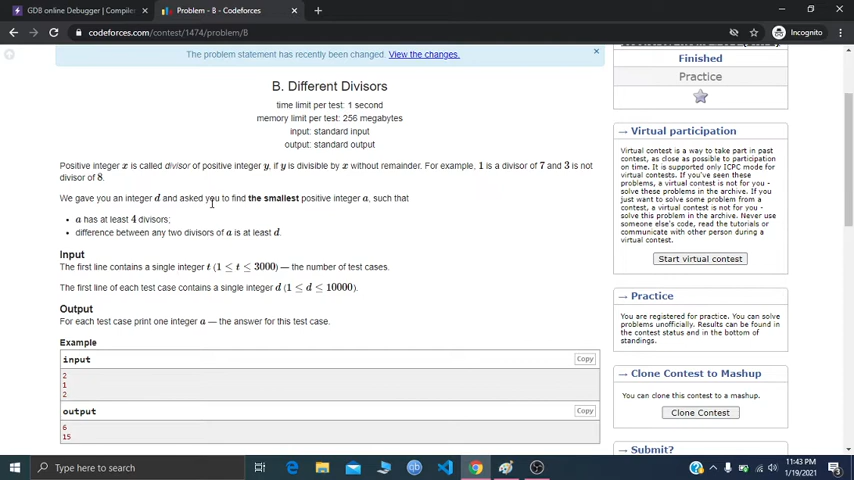 GDB online Debugger | Compiler
Problem - B - Codeforces
codeforces.com/contest/1474/problem/B
Incognito
The problem statement has recently been changed. View the changes.
B. Different Divisors
time limit per test: 1 second
memory limit per test: 256 megabytes
input: standard input
output: standard output
Positive integer x is called divisor of positive integer y, if y is divisible by x without remainder. For example, 1 is a divisor of 7 and 3 is not
divisor of 8.
We gave you an integer d and asked you to find the smallest positive integer a, such that
• a has at least 4 divisors;
• difference between any two divisors of a is at least d.
Input
The first line contains a single integer t (1 ≤ t ≤ 3000) — the number of test cases.
The first line of each test case contains a single integer d (1 ≤ d ≤ 10000).
Output
For each test case print one integer a — the answer for this test case.
Example
input
Copy
2
1
2
output
Copy
6
15
Finished
Practice
→ Virtual participation
Virtual contest is a way to take part in past
contest, as close as possible to participation
on time. It is supported only ICPC mode for
virtual contests. If you've seen these
problems, a virtual contest is not for you -
solve these problems in the archive. If you
just want to solve some problem from a
contest, a virtual contest is not for you -
solve this problem in the archive. Never use
someone else's code, read the tutorials or
communicate with other person during a
virtual contest.
Start virtual contest
→ Practice
You are registered for practice. You can solve
problems unofficially. Results can be found in
the contest status and in the bottom of
standings.
→ Clone Contest to Mashup
You can clone this contest to a mashup.
Clone Contest
→ Submit?
Type here to search
11:43 PM
1/19/2021